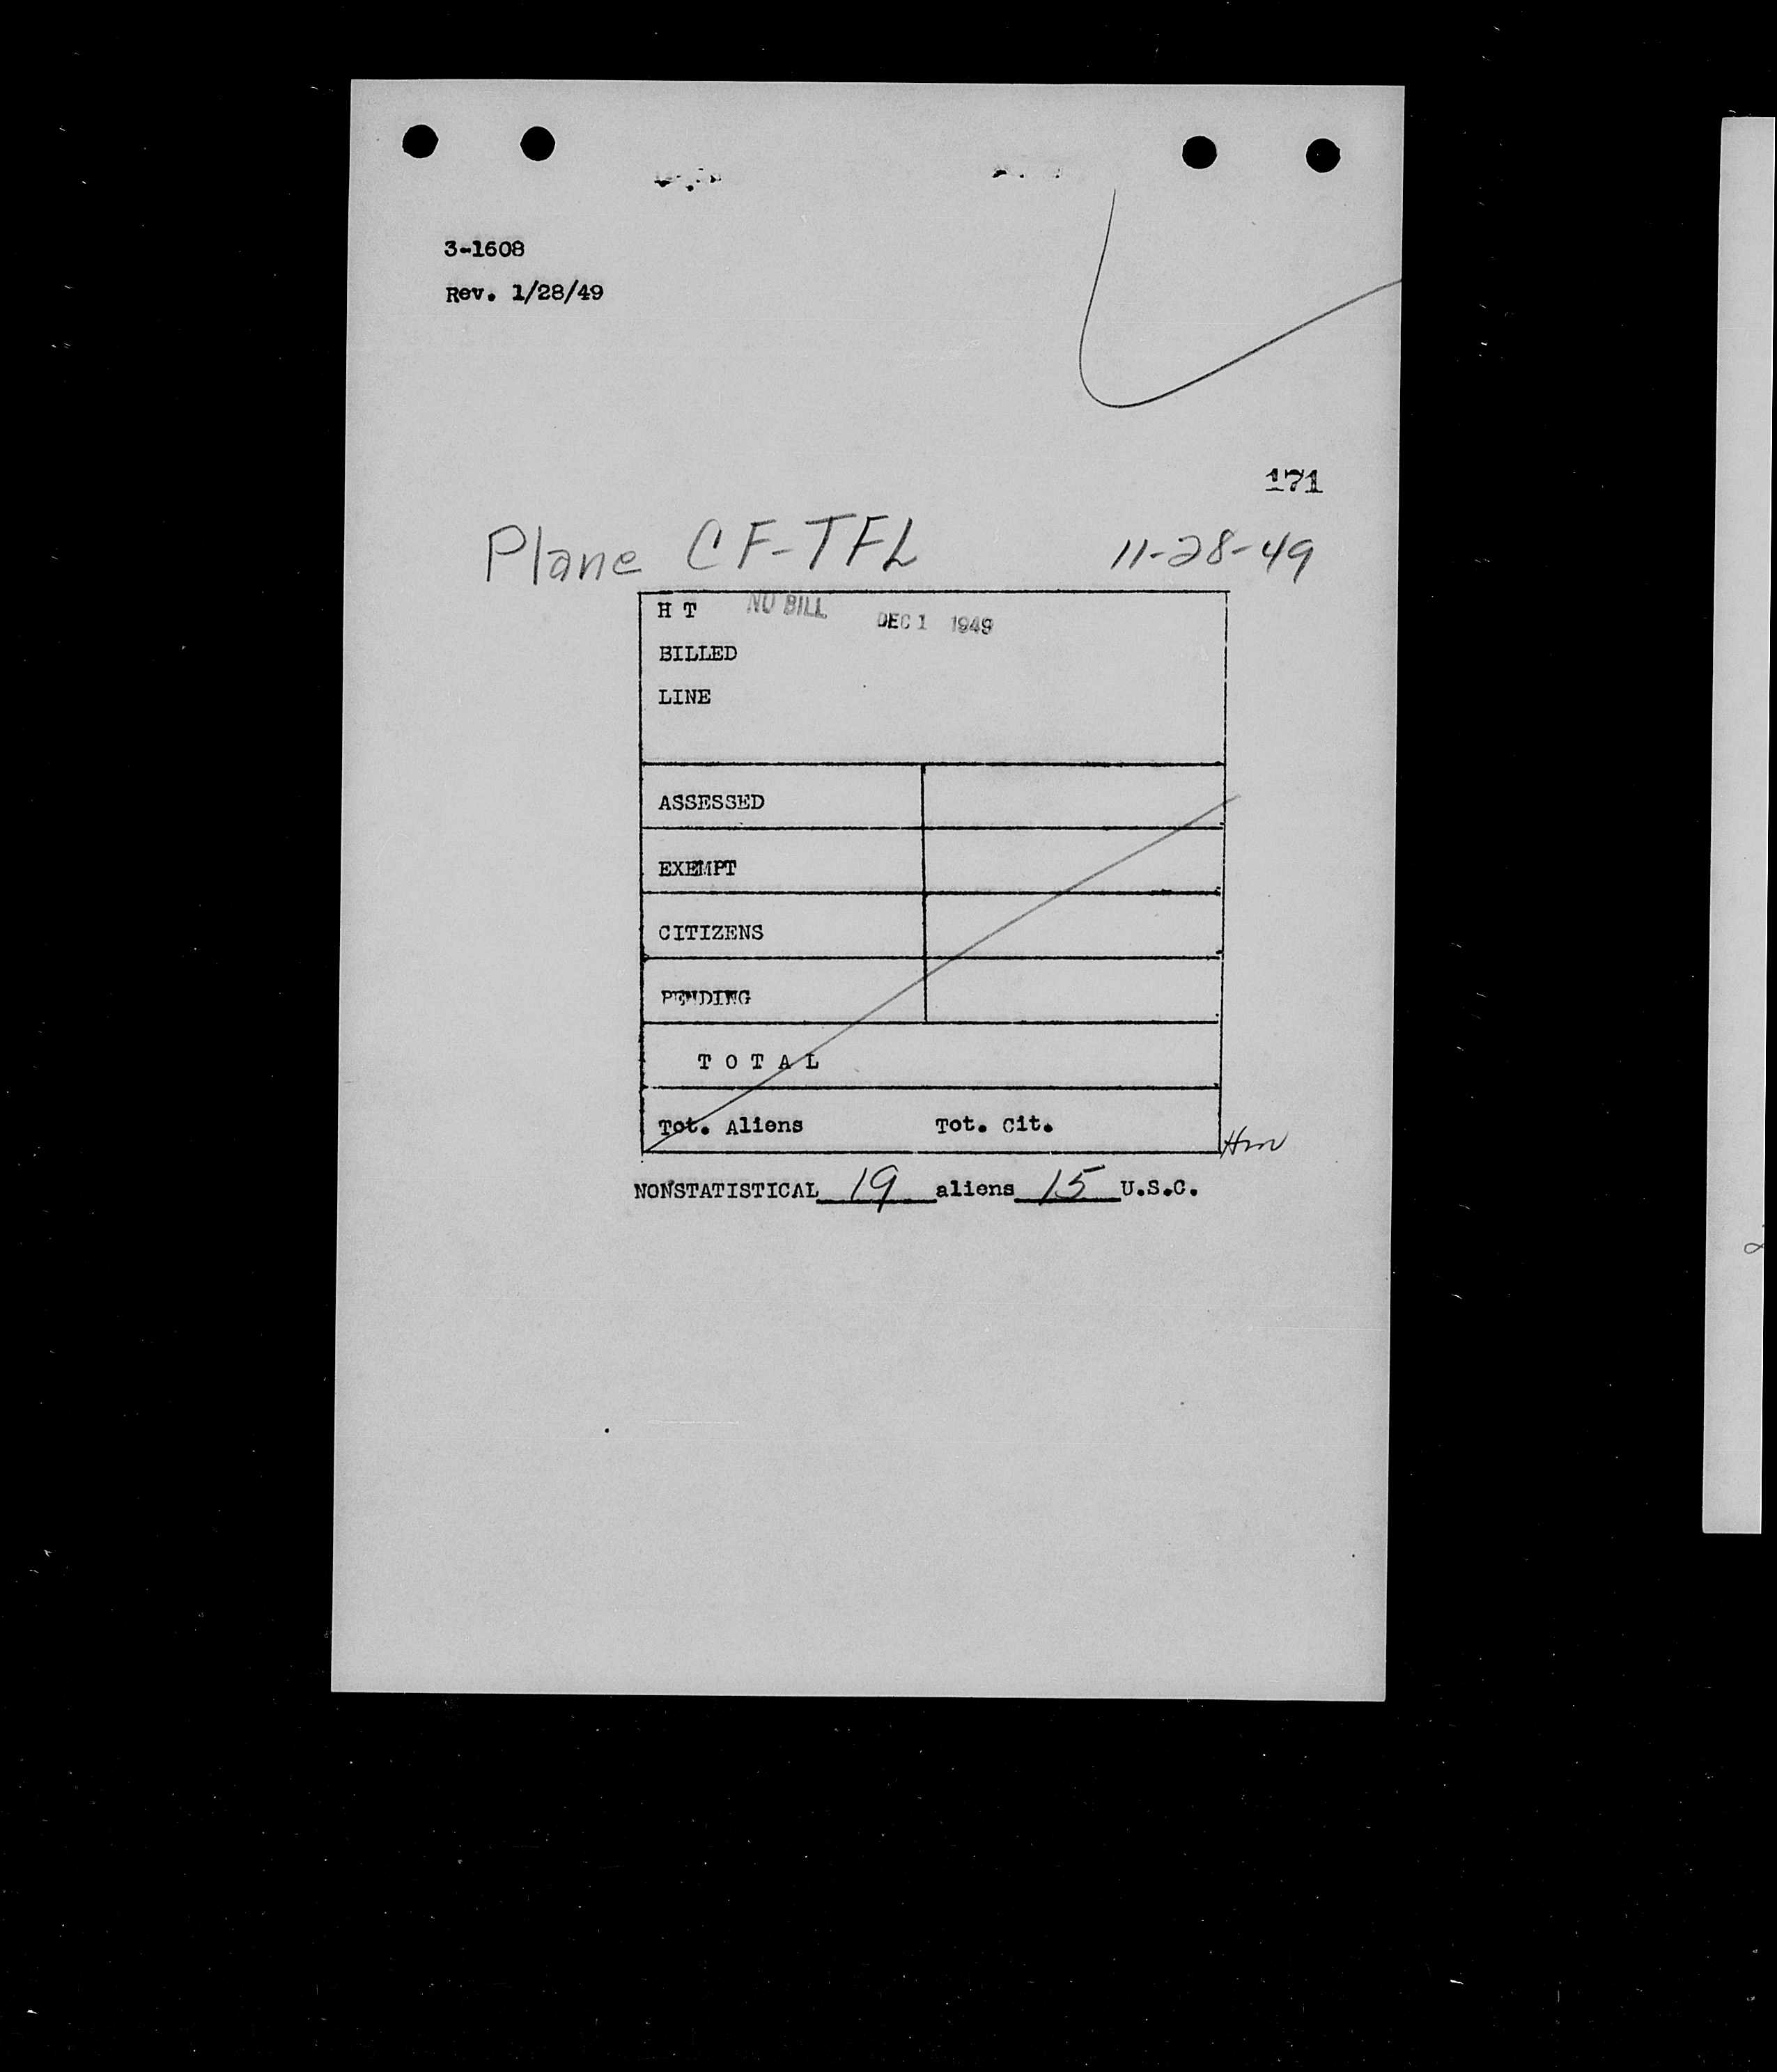 3-1608
Rev. 1/28/49
171
Plane CF-TFL 11-28-49
H T NO BILL DEC 1 1949
BILLED
LINE
ASSESSED
EXEMPT
CITIZENS
PENDING
T O T A L
Tot. Aliens Tot. Cit.
NONSTATISTICAL 19 aliens 15 U.S.C.